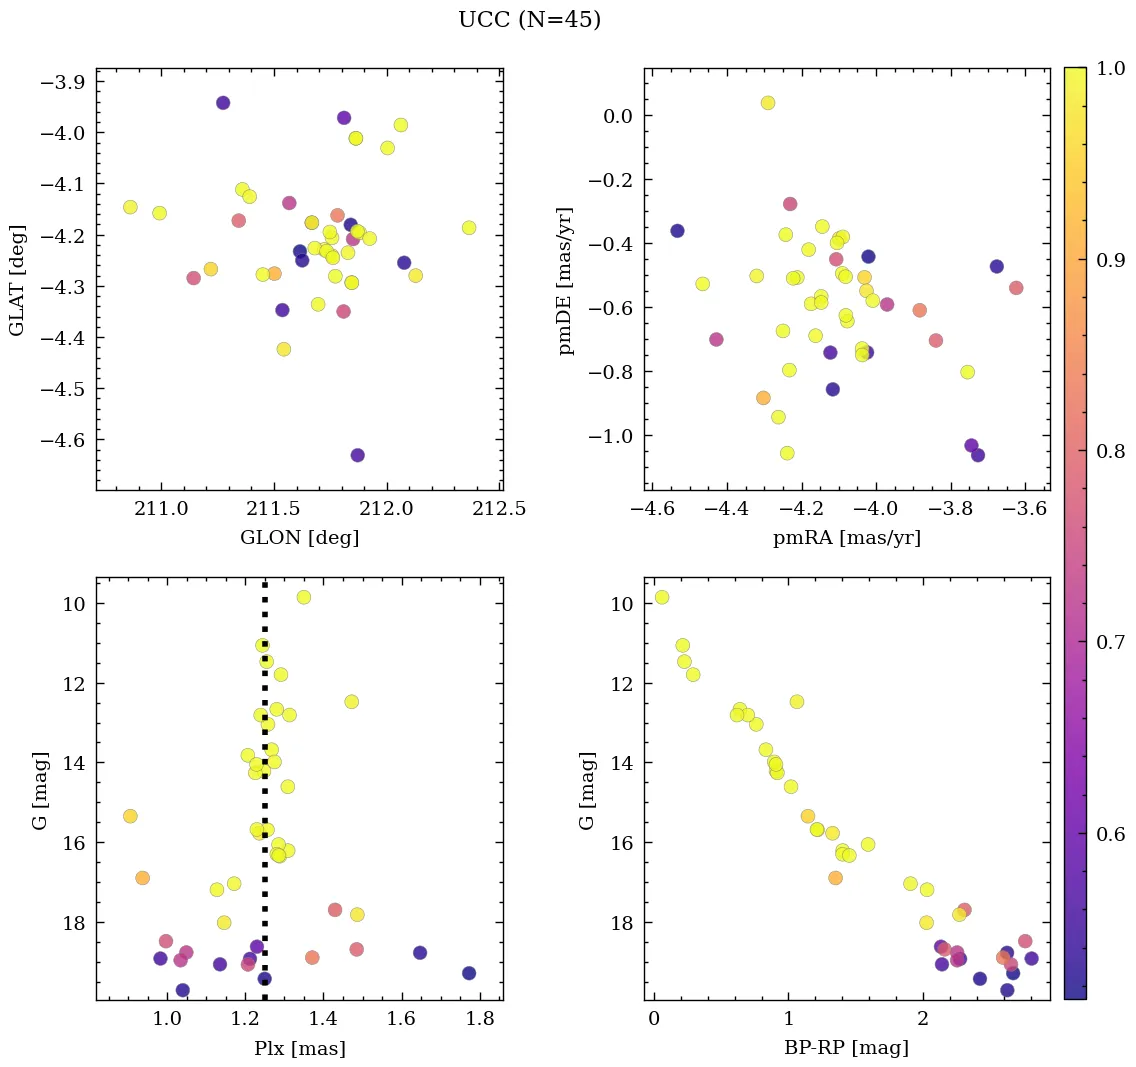 UCC (N=45)
−3.9
−4.0
−4.1
−4.2
−4.3
−4.4
−4.5
−4.6
GLAT [deg]
211.0 211.5 212.0 212.5
GLON [deg]
0.0
−0.2
−0.4
−0.6
−0.8
−1.0
pmDE [mas/yr]
−4.6 −4.4 −4.2 −4.0 −3.8 −3.6
pmRA [mas/yr]
1.0
0.9
0.8
0.7
0.6
10
12
14
16
18
G [mag]
1.0 1.2 1.4 1.6 1.8
Plx [mas]
10
12
14
16
18
G [mag]
0 1 2
BP-RP [mag]